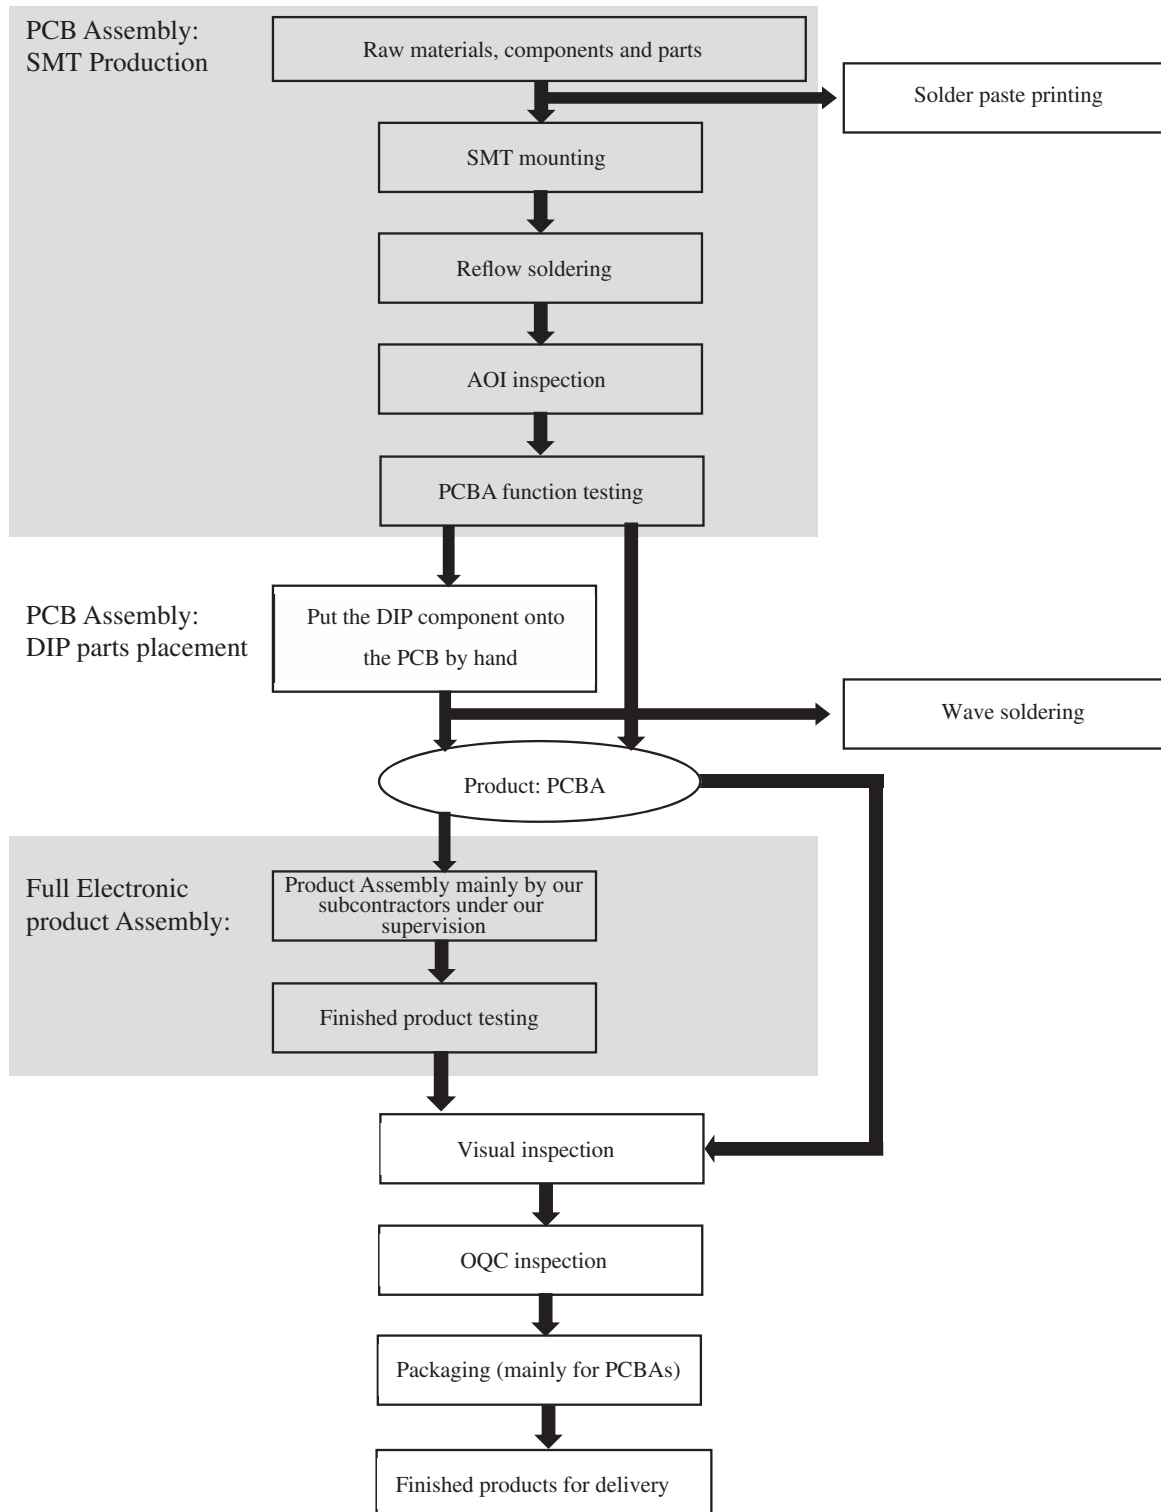 PCB Assembly:
SMT Production
Raw materials, components and parts
Solder paste printing
SMT mounting
Reflow soldering
AOI inspection
PCBA function testing
PCB Assembly:
DIP parts placement
Put the DIP component onto
the PCB by hand
Wave soldering
Product: PCBA
Full Electronic
product Assembly:
Product Assembly mainly by our
subcontractors under our
supervision
Finished product testing
Visual inspection
OQC inspection
Packaging (mainly for PCBAs)
Finished products for delivery